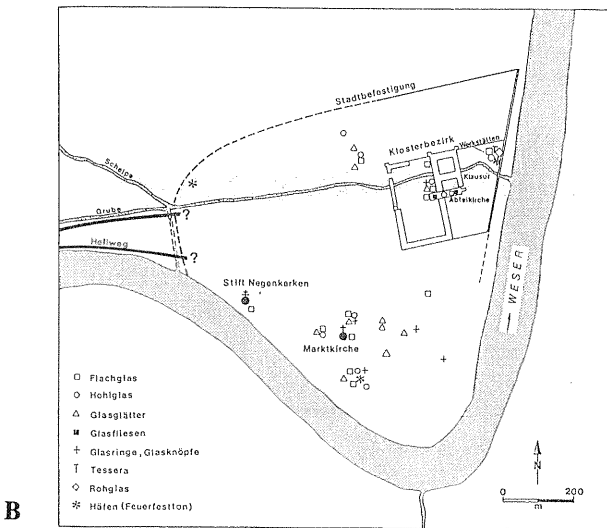 Stadtbefestigung
Klosterbezirk
Werkstätten
Klausur
Abteikirche
Schelpe
Grube
?
Hellweg
?
WESER
Stift Negenkerken
Marktkirche
Flachglas
Hohlglas
Glasglätter
Glasfliesen
Glasringe, Glasknöpfe
Tessera
Rohglas
Häfen (Feuerfestton)
N
0 200
m
B